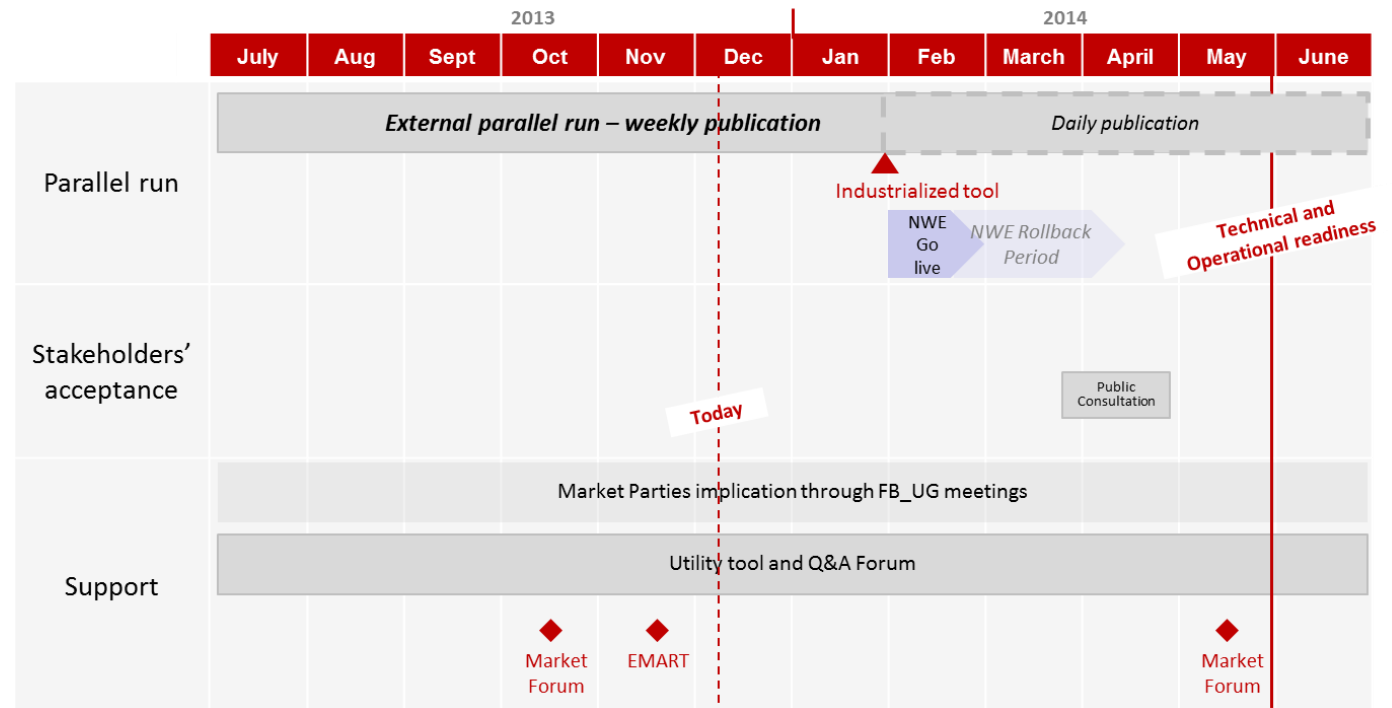 2013
2014
July
Aug
Sept
Oct
Nov
Dec
Jan
Feb
March
April
May
June
Parallel run
External parallel run – weekly publication
Daily publication
Industrialized tool
NWE
Go
live
NWE Rollback
Period
Technical and
Operational readiness
Stakeholders’
acceptance
Public
Consultation
Today
Support
Market Parties implication through FB_UG meetings
Utility tool and Q&A Forum
Market
Forum
EMART
Market
Forum